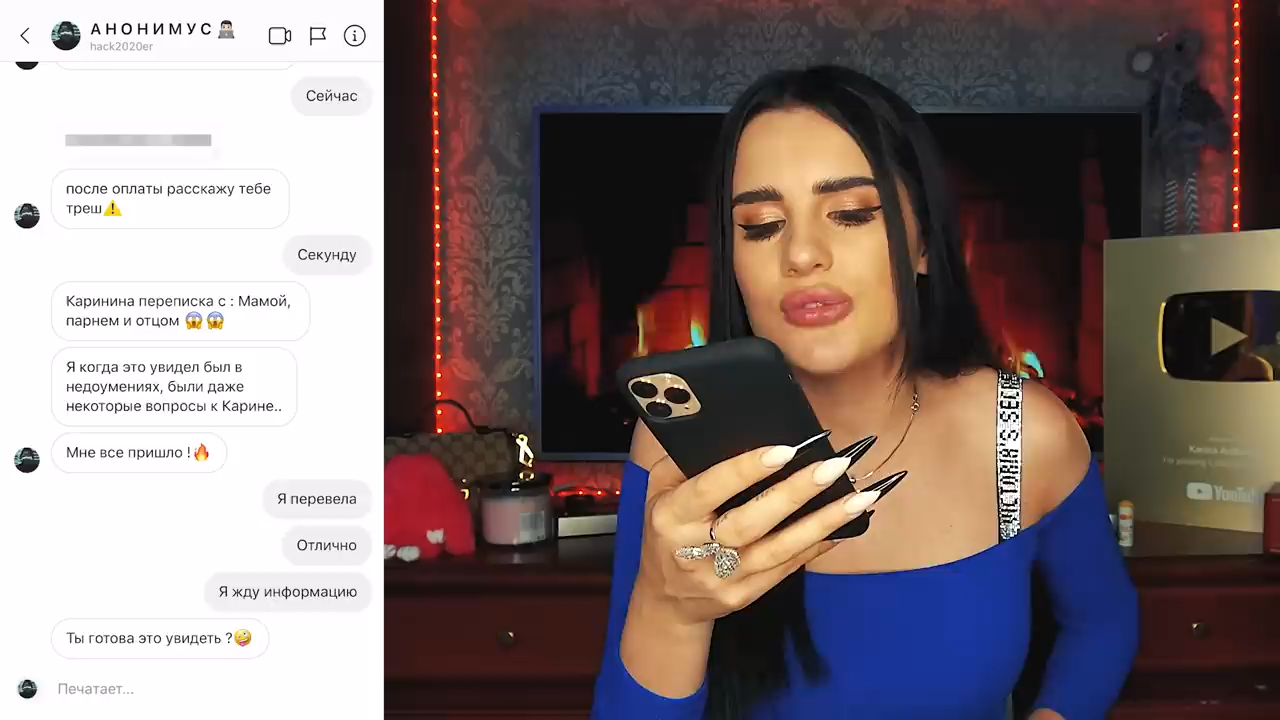 АНОНИМУС
hack2020er
Сейчас
после оплаты расскажу тебе
треш⚠️
Секунду
Каринина переписка с : Мамой,
парнем и отцом 😱 😱
Я когда это увидел был в
недоумениях, были даже
некоторые вопросы к Карине..
Мне все пришло !🔥
Я перевела
Отлично
Я жду информацию
Ты готова это увидеть ?🤪
Печатает...
VICTORIA'S SECRET
YouTube